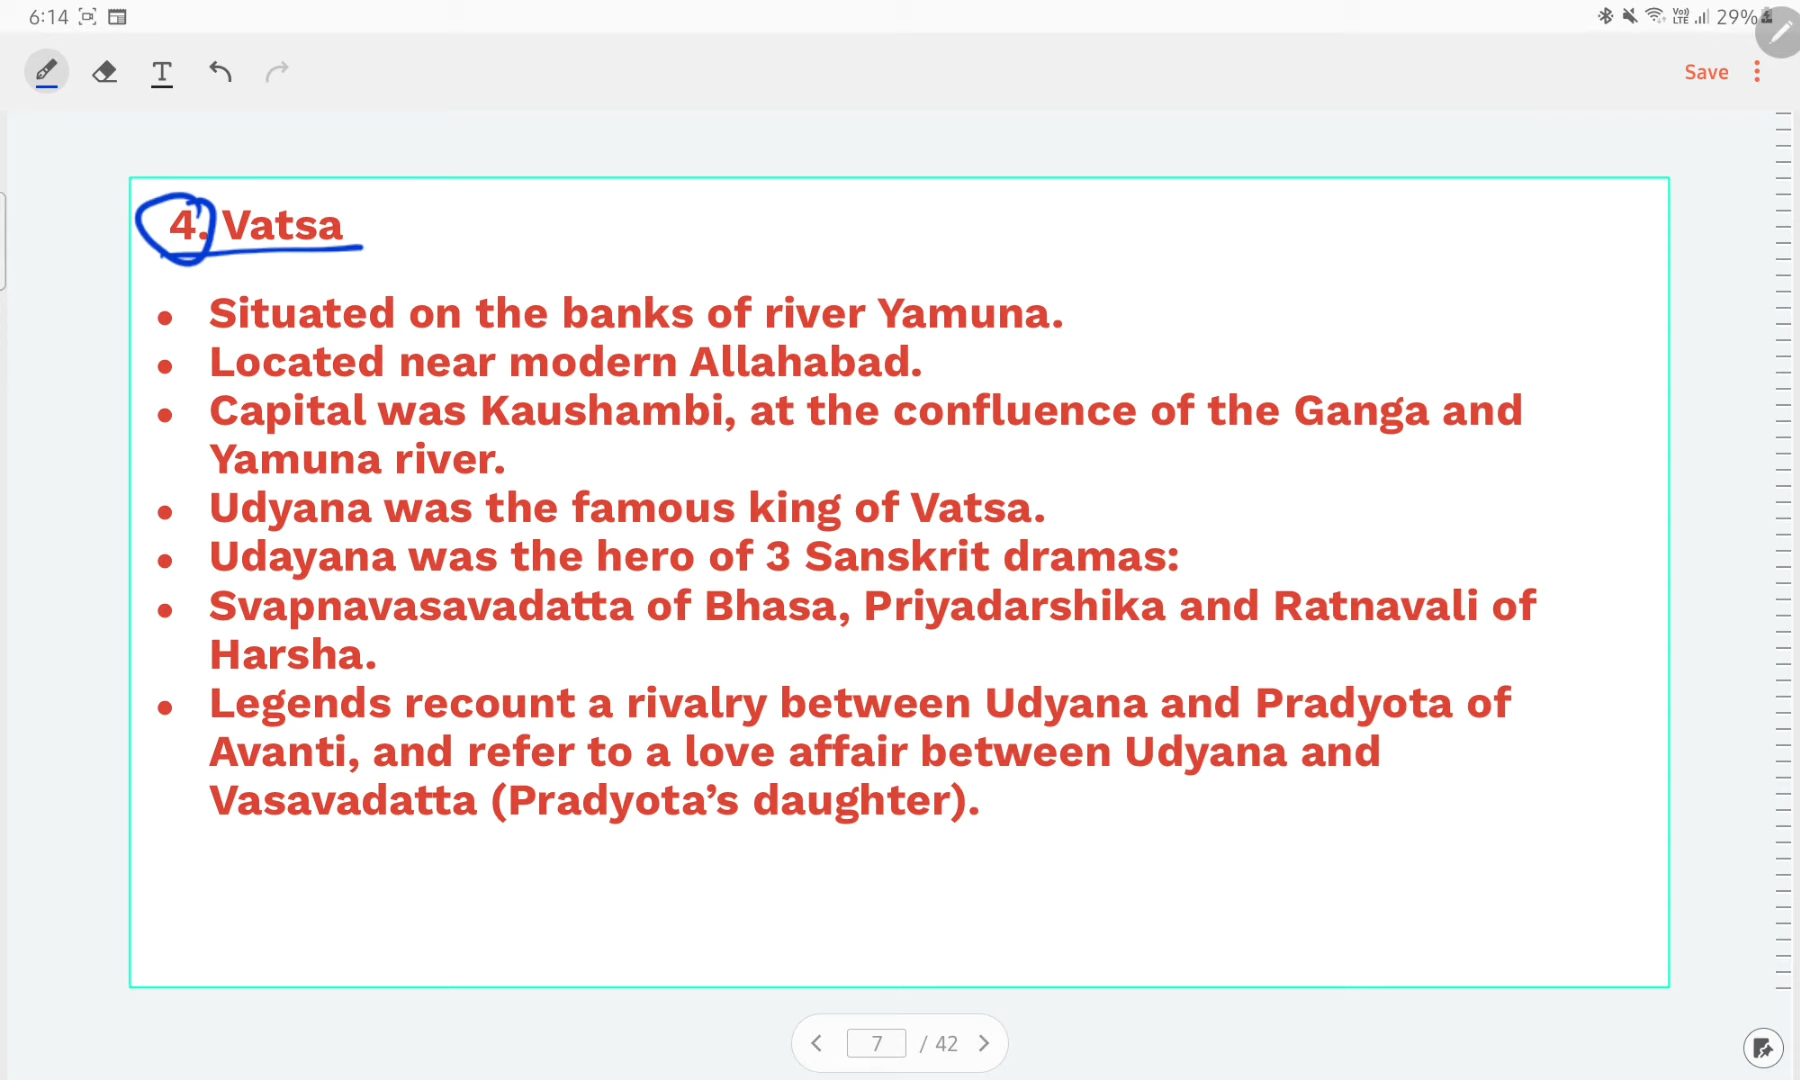 6:14
29%
T
Save
4. Vatsa
• Situated on the banks of river Yamuna.
• Located near modern Allahabad.
• Capital was Kaushambi, at the confluence of the Ganga and
Yamuna river.
• Udyana was the famous king of Vatsa.
• Udayana was the hero of 3 Sanskrit dramas:
• Svapnavasavadatta of Bhasa, Priyadarshika and Ratnavali of
Harsha.
• Legends recount a rivalry between Udyana and Pradyota of
Avanti, and refer to a love affair between Udyana and
Vasavadatta (Pradyota’s daughter).
7 / 42